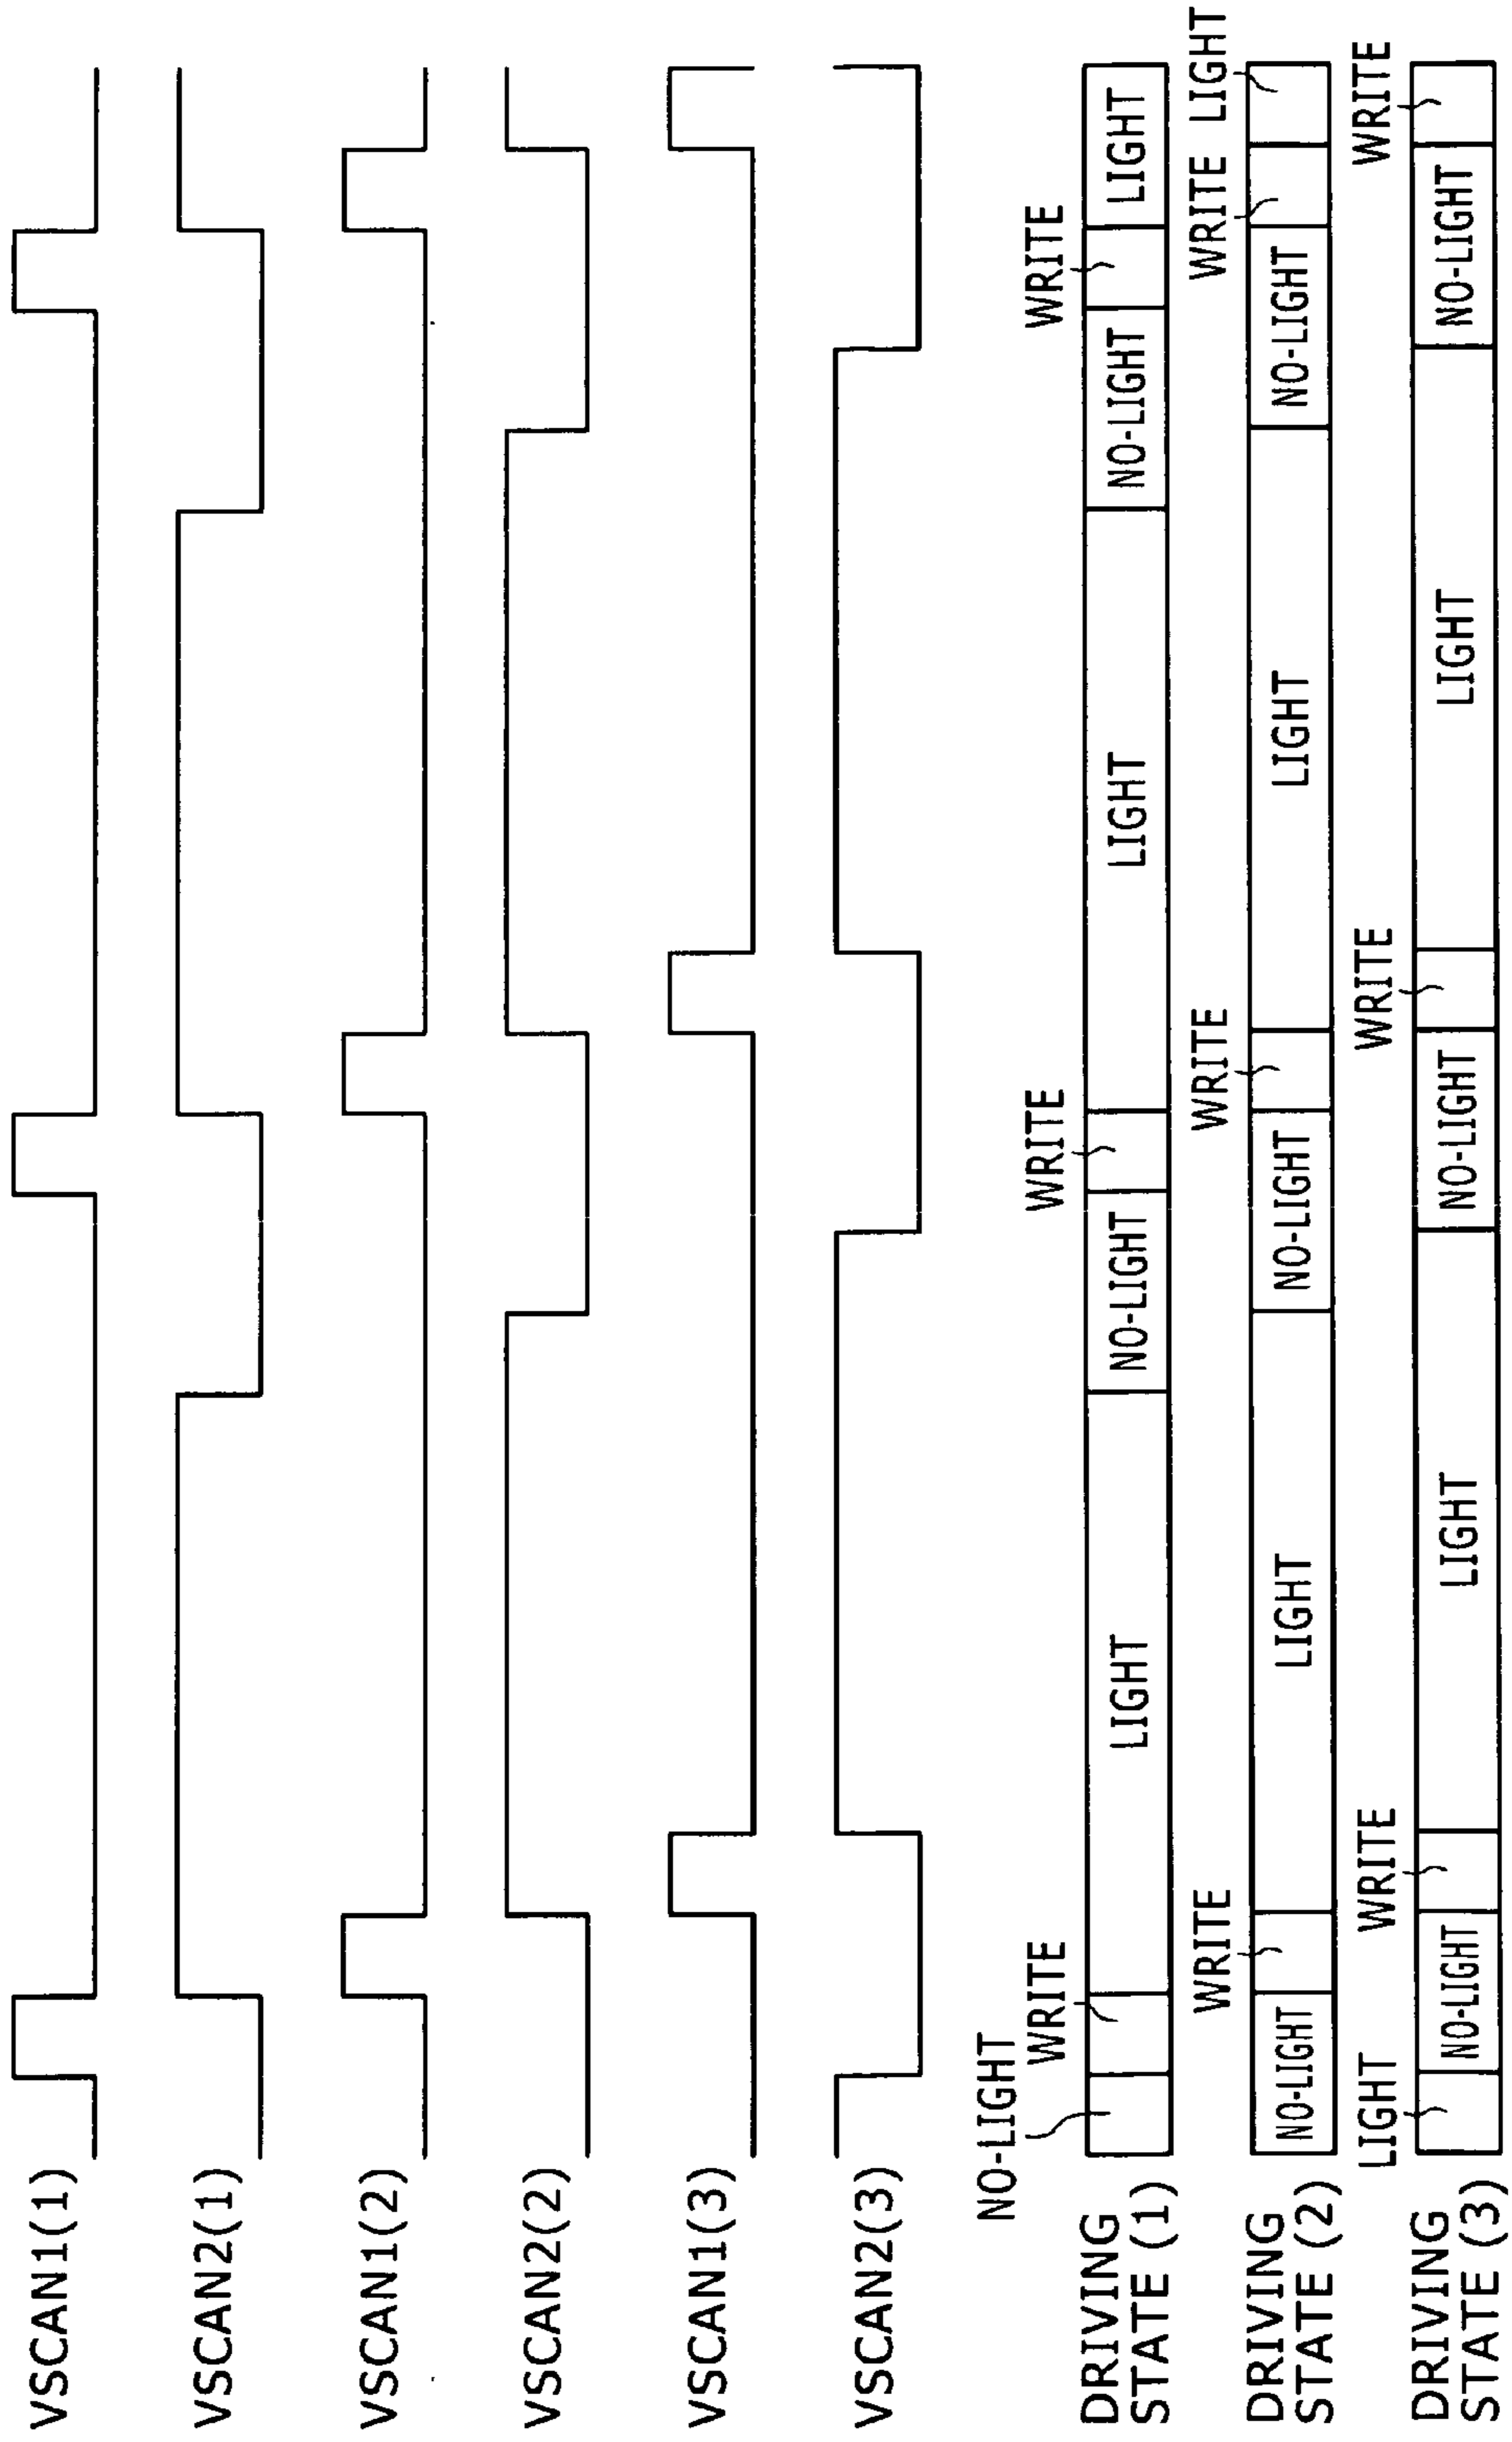 VSCAN1(1)
VSCAN2(1)
VSCAN1(2)
VSCAN2(2)
VSCAN1(3)
VSCAN2(3)
NO-LIGHT
WRITE WRITE WRITE
DRIVING
STATE (1)
LIGHT NO-LIGHT LIGHT NO-LIGHT LIGHT
WRITE WRITE WRITE LIGHT
DRIVING
STATE (2)
NO-LIGHT LIGHT NO-LIGHT LIGHT NO-LIGHT
LIGHT WRITE WRITE WRITE
DRIVING
STATE (3)
NO-LIGHT LIGHT NO-LIGHT LIGHT NO-LIGHT